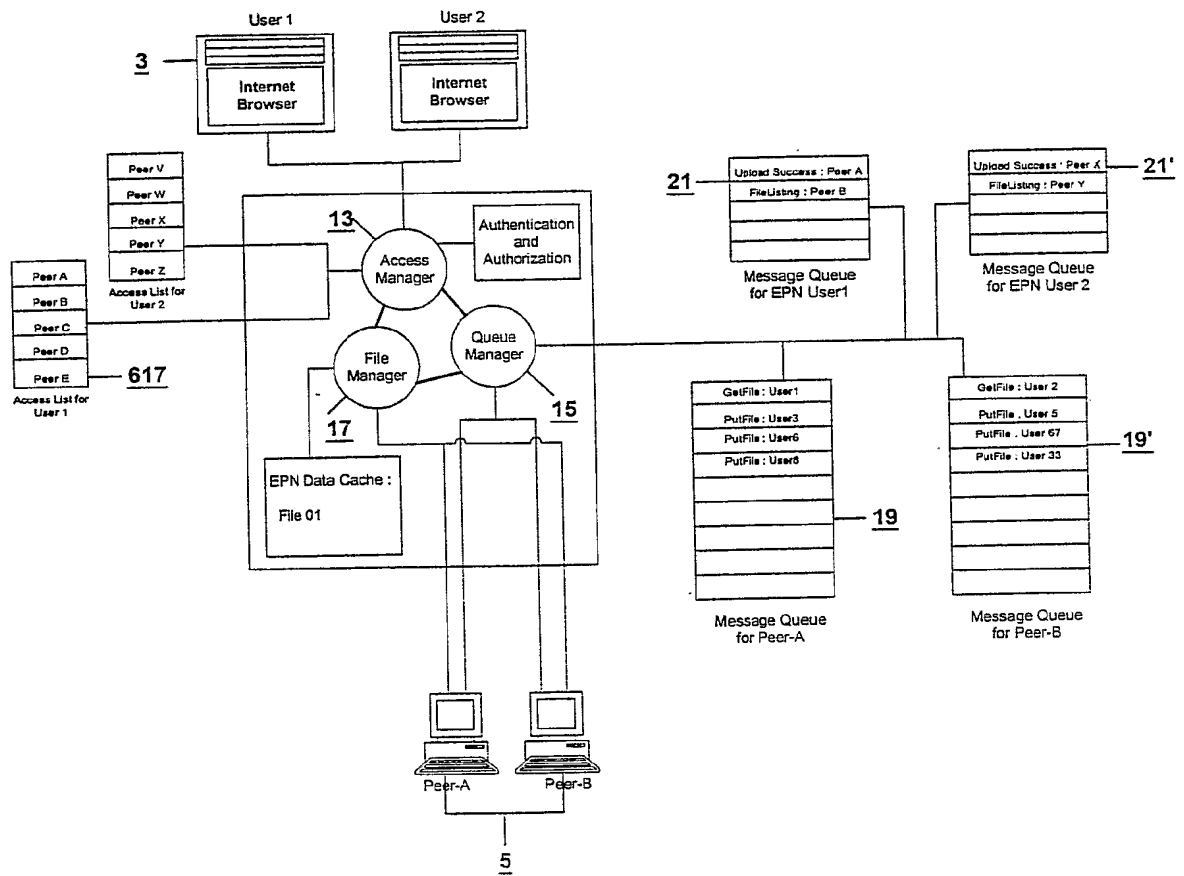 User 1
User 2
3
Internet
Browser
Internet
Browser
Peer V
Peer W
Peer X
Peer Y
Peer Z
Access List for
User 2
Peer A
Peer B
Peer C
Peer D
Peer E
617
Access List for
User 1
13
Access
Manager
Authentication
and
Authorization
File
Manager
17
Queue
Manager
15
EPN Data Cache :
File 01
Upload Success : Peer A
FileListing : Peer B
21
Message Queue
for EPN User1
Upload Success : Peer X
FileListing : Peer Y
21'
Message Queue
for EPN User 2
GetFile : User1
PutFile : User3
PutFile : User6
PutFile : User8
19
Message Queue
for Peer-A
GetFile : User 2
PutFile . User 5
PutFile . User 67
PutFile : User 33
19'
Message Queue
for Peer-B
Peer-A
Peer-B
5